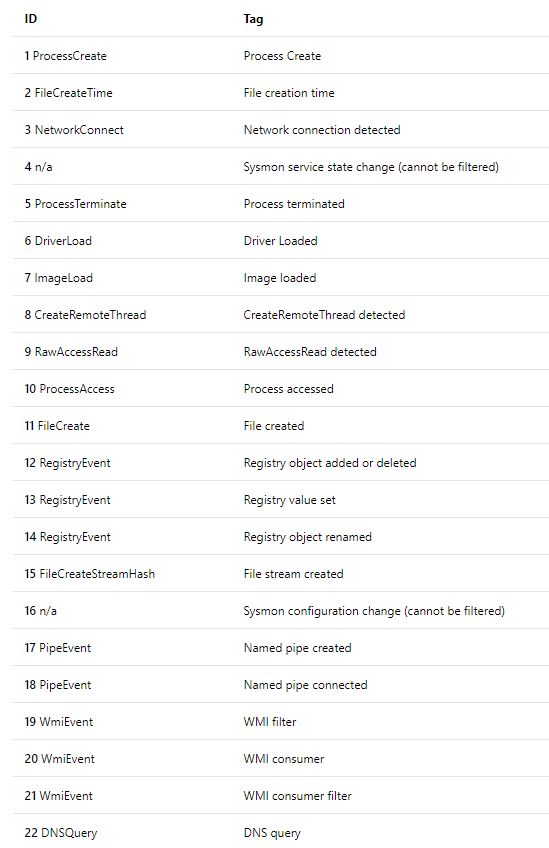 ID Tag
1 ProcessCreate Process Create
2 FileCreateTime File creation time
3 NetworkConnect Network connection detected
4 n/a Sysmon service state change (cannot be filtered)
5 ProcessTerminate Process terminated
6 DriverLoad Driver Loaded
7 ImageLoad Image loaded
8 CreateRemoteThread CreateRemoteThread detected
9 RawAccessRead RawAccessRead detected
10 ProcessAccess Process accessed
11 FileCreate File created
12 RegistryEvent Registry object added or deleted
13 RegistryEvent Registry value set
14 RegistryEvent Registry object renamed
15 FileCreateStreamHash File stream created
16 n/a Sysmon configuration change (cannot be filtered)
17 PipeEvent Named pipe created
18 PipeEvent Named pipe connected
19 WmiEvent WMI filter
20 WmiEvent WMI consumer
21 WmiEvent WMI consumer filter
22 DNSQuery DNS query